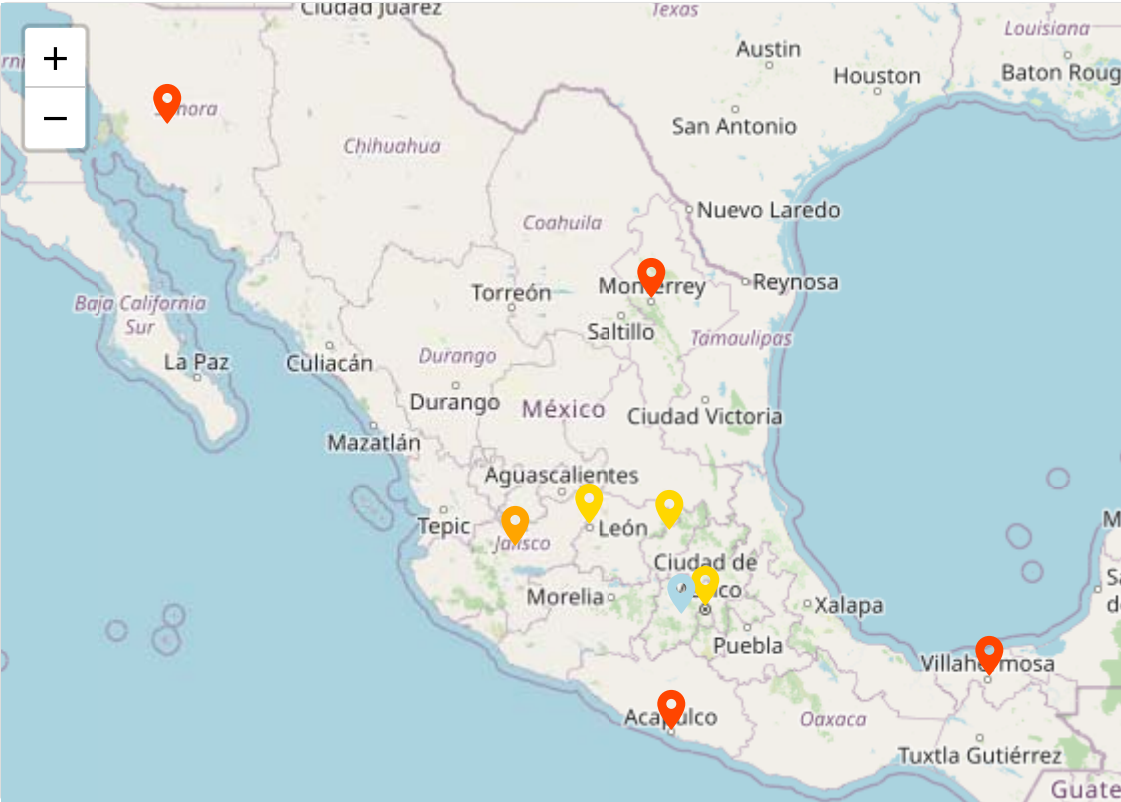 Ciudad Juárez
Texas
Louisiana
+
−
Austin
Houston
Baton Roug
Sonora
San Antonio
Chihuahua
Nuevo Laredo
Coahuila
Torreón
Monterrey
Reynosa
Baja California
Sur
Saltillo
Tamaulipas
La Paz
Culiacán
Durango
Durango
México
Ciudad Victoria
Mazatlán
Aguascalientes
Tepic
León
Jalisco
Ciudad de
México
Morelia
Xalapa
Puebla
Villahermosa
Acapulco
Oaxaca
Tuxtla Gutiérrez
Guate